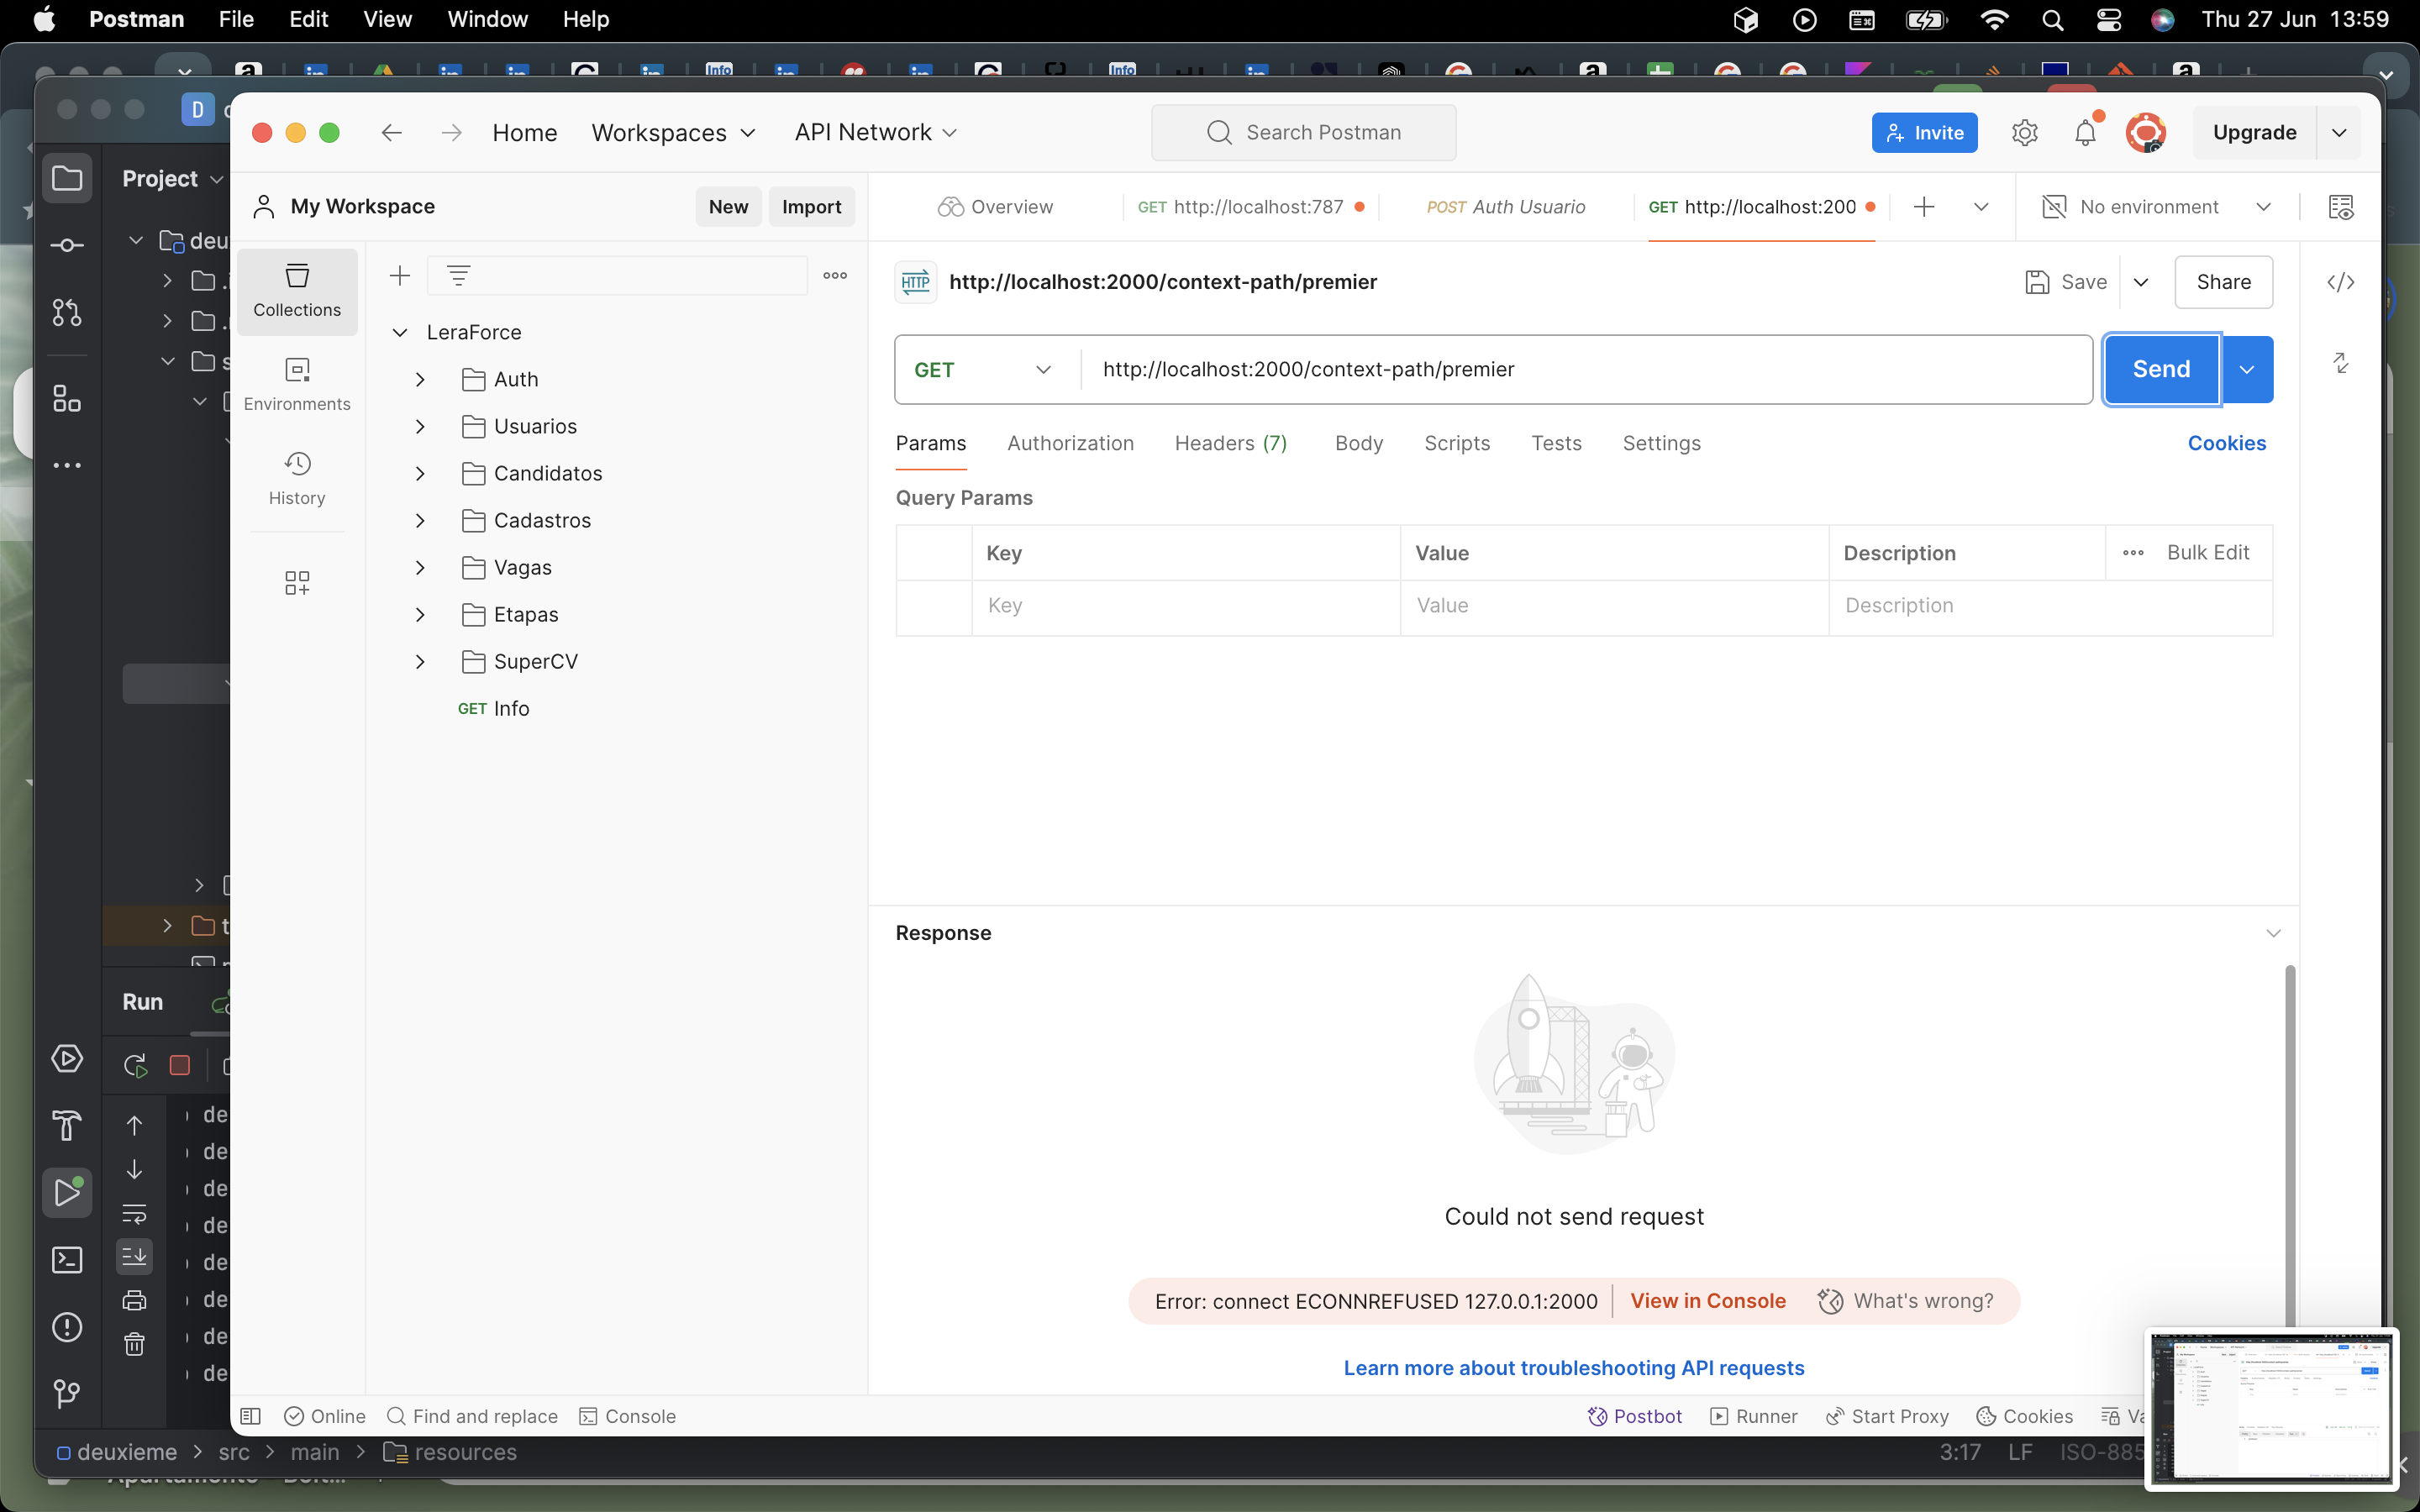 Postman File Edit View Window Help Thu 27 Jun 13:59
D
Home Workspaces API Network Search Postman Invite Upgrade
Project
My Workspace New Import Overview GET http://localhost:787 POST Auth Usuario GET http://localhost:200 No environment
deu
HTTP http://localhost:2000/context-path/premier Save Share
Collections
LeraForce
GET http://localhost:2000/context-path/premier Send
Auth
Environments
Usuarios
Params Authorization Headers (7) Body Scripts Tests Settings Cookies
Candidatos
History
Query Params
Cadastros
Key Value Description Bulk Edit
Vagas
Key Value Description
Etapas
SuperCV
GET Info
Response
Run
de
de
de
de
de
de
de
de
Could not send request
Error: connect ECONNREFUSED 127.0.0.1:2000 View in Console What's wrong?
Learn more about troubleshooting API requests
Online Find and replace Console Postbot Runner Start Proxy Cookies Va
deuxieme > src > main > resources 3:17 LF ISO-885